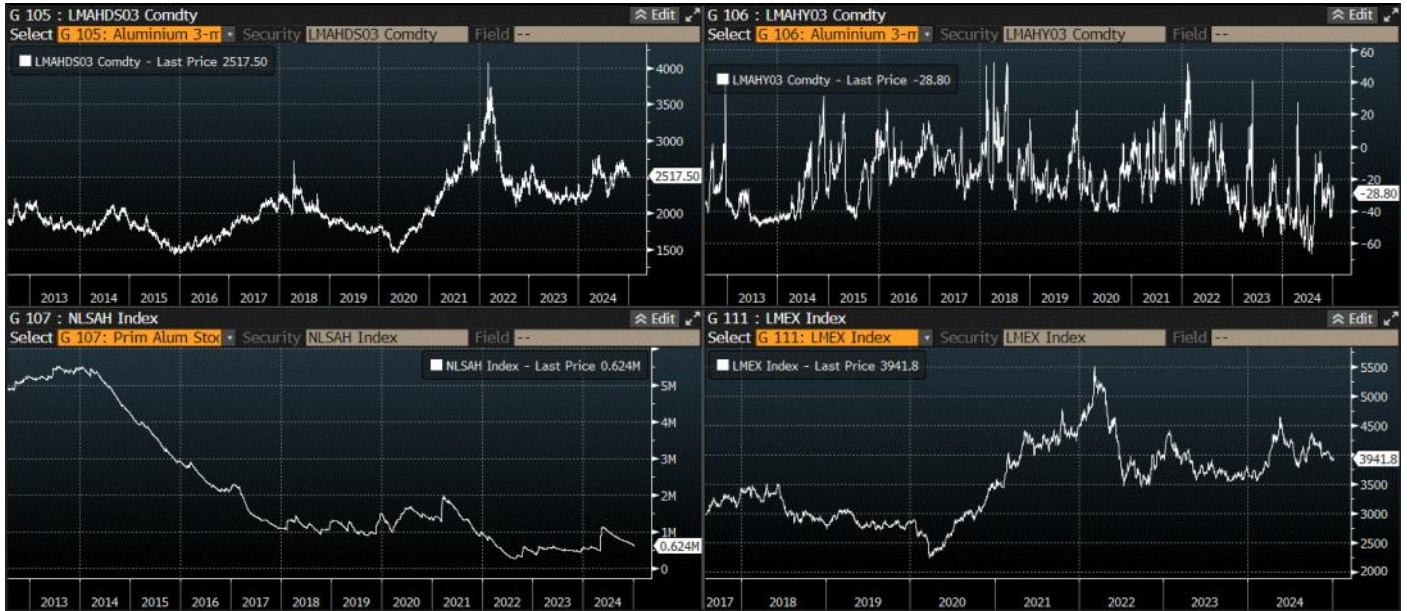 G 105 : LMAHDS03 Comdty
Edit
Select G 105: Aluminium 3-m Security LMAHDS03 Comdty Field --
LMAHDS03 Comdty - Last Price 2517.50
4000
3500
3000
2517.50
2000
1500
2013 2014 2015 2016 2017 2018 2019 2020 2021 2022 2023 2024
G 106 : LMAHY03 Comdty
Edit
Select G 106: Aluminium 3-m Security LMAHY03 Comdty Field --
LMAHY03 Comdty - Last Price -28.80
60
40
20
0
-20
-28.80
-40
-60
2013 2014 2015 2016 2017 2018 2019 2020 2021 2022 2023 2024
G 107 : NLSAH Index
Edit
Select G 107: Prim Alum Stoc Security NLSAH Index Field --
NLSAH Index - Last Price 0.624M
5M
4M
3M
2M
1M
0.624M
0
2013 2014 2015 2016 2017 2018 2019 2020 2021 2022 2023 2024
G 111 : LMEX Index
Edit
Select G 111: LMEX Index Security LMEX Index Field --
LMEX Index - Last Price 3941.8
5500
5000
4500
3941.8
3500
3000
2500
2000
2017 2018 2019 2020 2021 2022 2023 2024